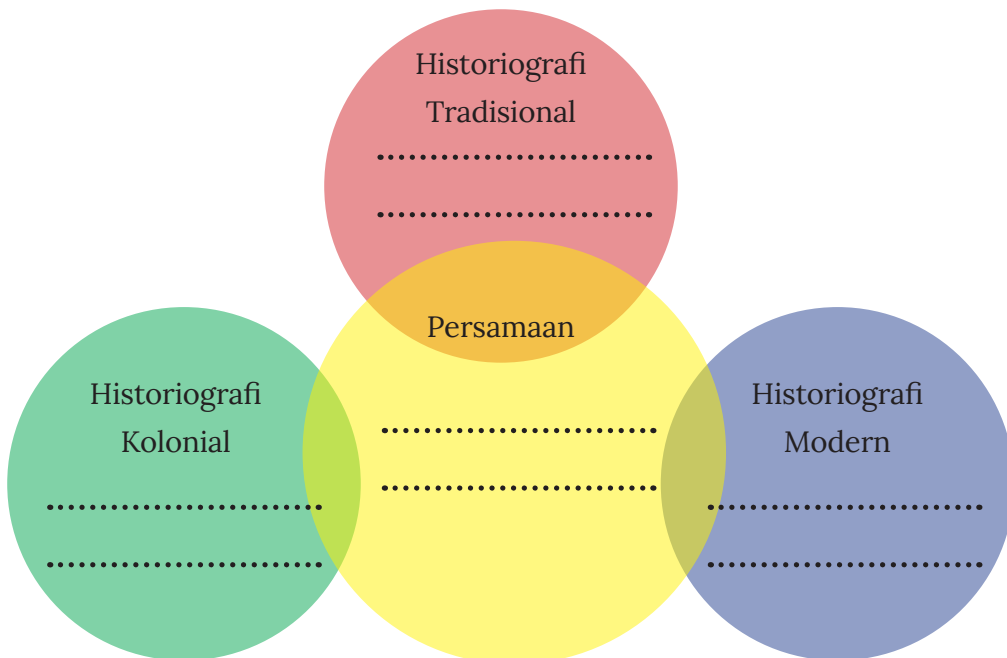 Historiografi
Tradisional
Persamaan
Historiografi
Kolonial
Historiografi
Modern